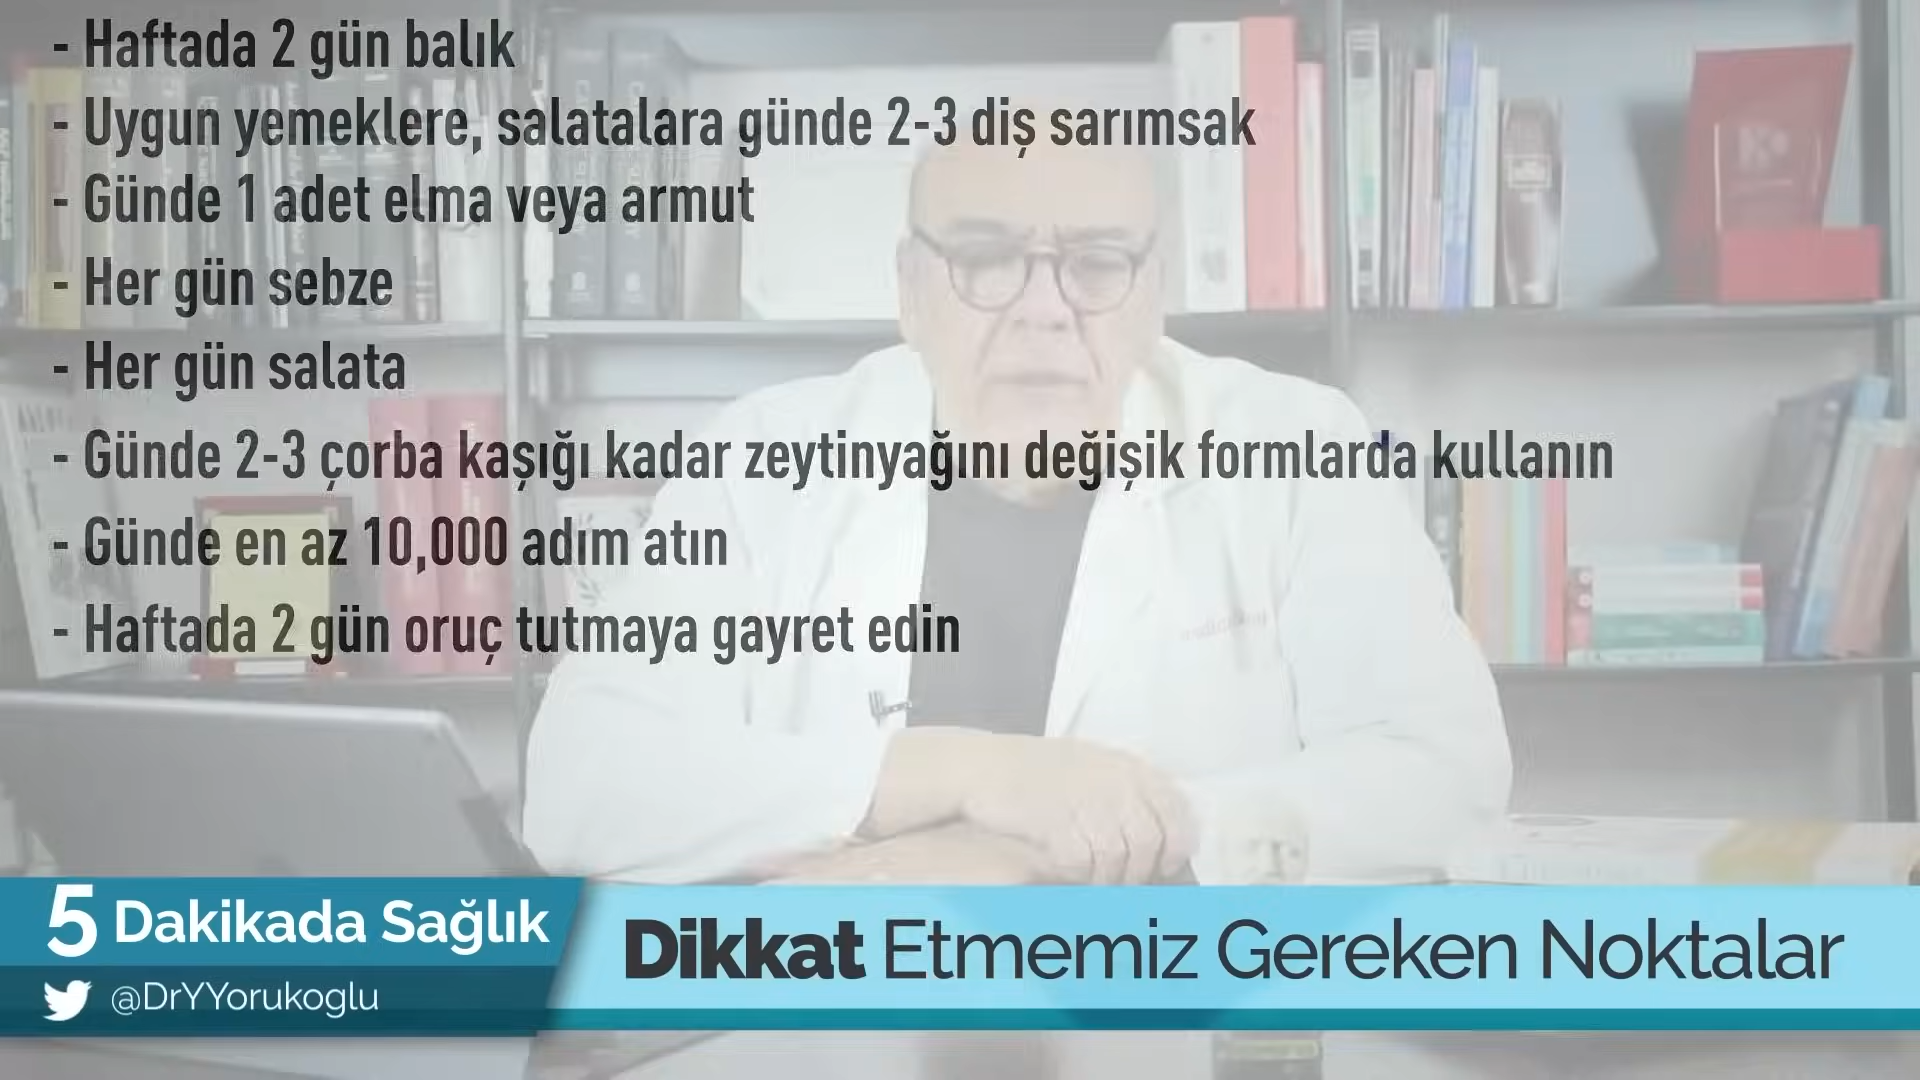 - Haftada 2 gün balık
- Uygun yemeklere, salatalara günde 2-3 diş sarımsak
- Günde 1 adet elma veya armut
- Her gün sebze
- Her gün salata
- Günde 2-3 çorba kaşığı kadar zeytinyağını değişik formlarda kullanın
- Günde en az 10,000 adım atın
- Haftada 2 gün oruç tutmaya gayret edin
5 Dakikada Sağlık
@DrYYorukoglu
Dikkat Etmemiz Gereken Noktalar